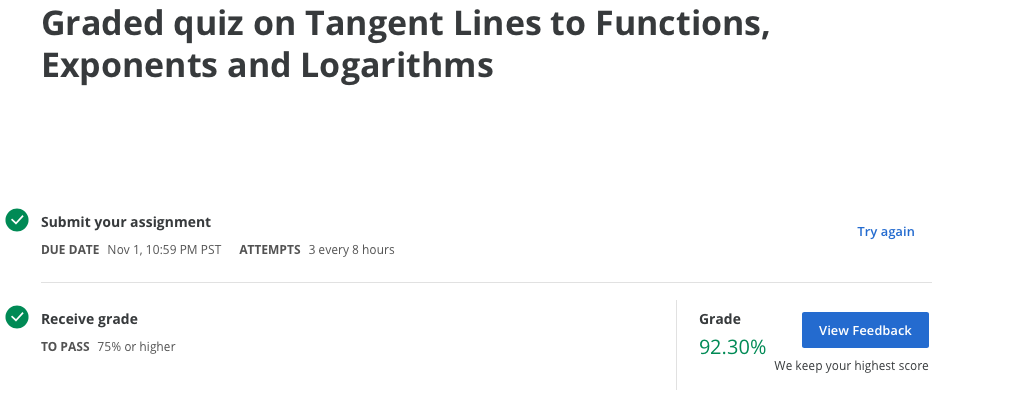 Graded quiz on Tangent Lines to Functions,
Exponents and Logarithms
Submit your assignment
DUE DATE Nov 1, 10:59 PM PST ATTEMPTS 3 every 8 hours
Try again
Receive grade
TO PASS 75% or higher
Grade
92.30%
View Feedback
We keep your highest score